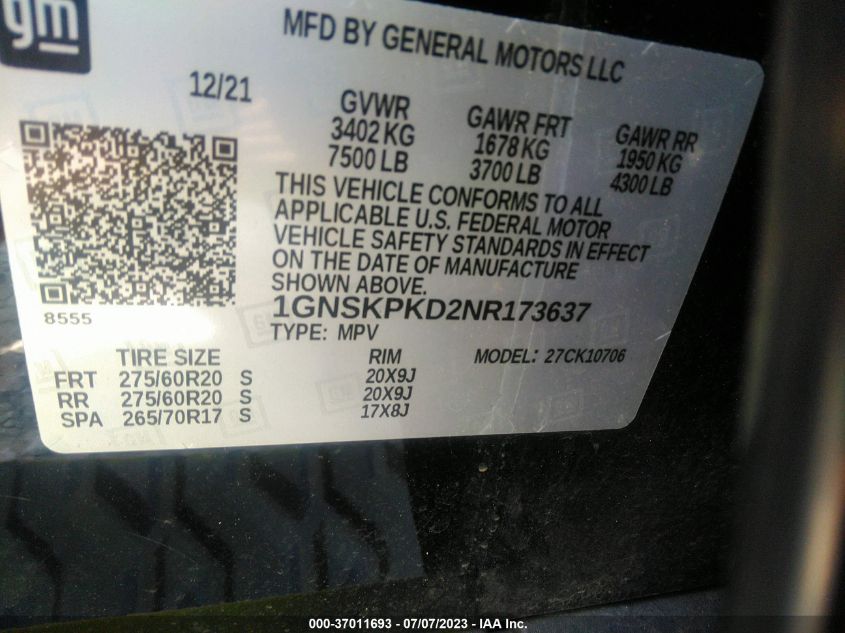 gm
MFD BY GENERAL MOTORS LLC
12/21
GVWR
3402 KG
7500 LB
GAWR FRT
1678 KG
3700 LB
GAWR RR
1950 KG
4300 LB
THIS VEHICLE CONFORMS TO ALL
APPLICABLE U.S. FEDERAL MOTOR
VEHICLE SAFETY STANDARDS IN EFFECT
ON THE DATE OF MANUFACTURE
SHOWN ABOVE.
8555
1GNSKPKD2NR173637
TYPE: MPV
TIRE SIZE RIM MODEL: 27CK10706
FRT 275/60R20 S 20X9J
RR 275/60R20 S 20X9J
SPA 265/70R17 S 17X8J
000-37011693 - 07/07/2023 - IAA Inc.